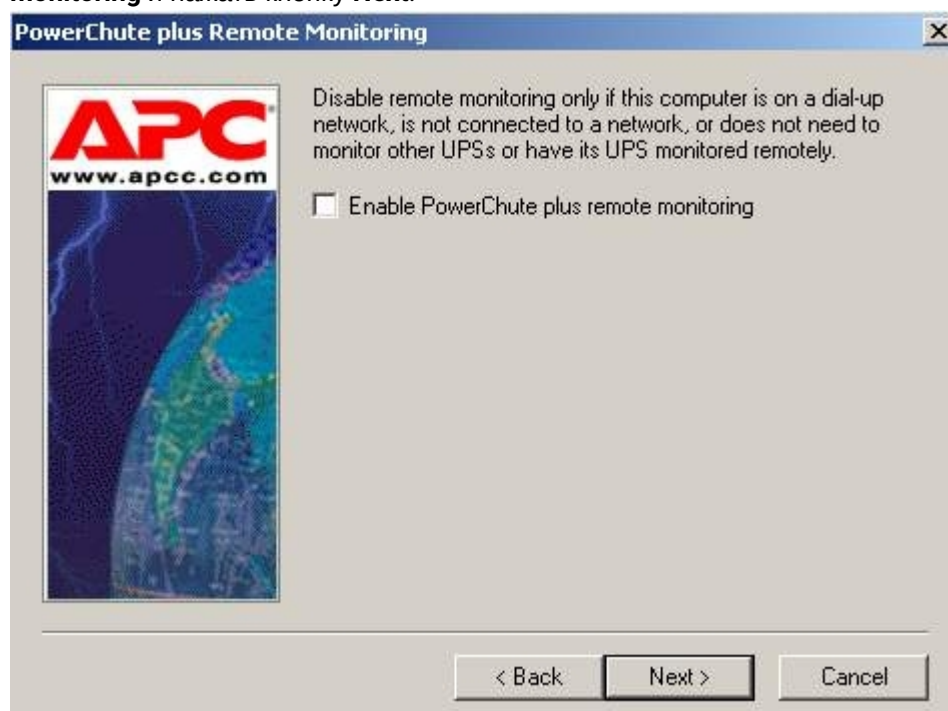 PowerChute plus Remote Monitoring
APC
www.apcc.com
Disable remote monitoring only if this computer is on a dial-up
network, is not connected to a network, or does not need to
monitor other UPSs or have its UPS monitored remotely.
Enable PowerChute plus remote monitoring
< Back
Next >
Cancel